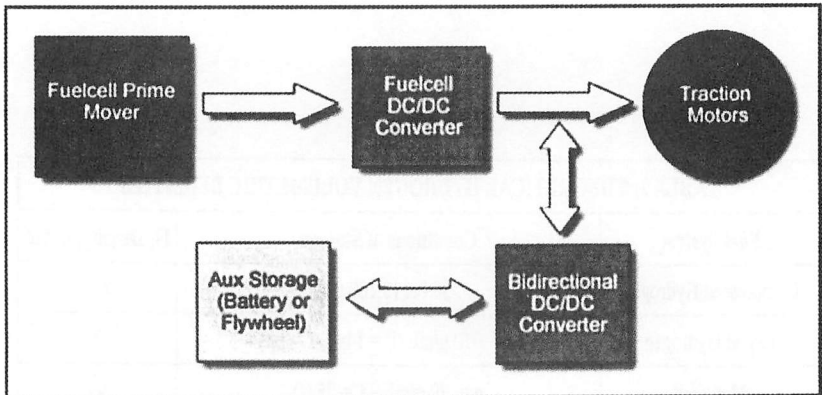 Fuelcell Prime
Mover
Fuelcell
DC/DC
Converter
Traction
Motors
Aux Storage
(Battery or
Flywheel)
Bidirectional
DC/DC
Converter